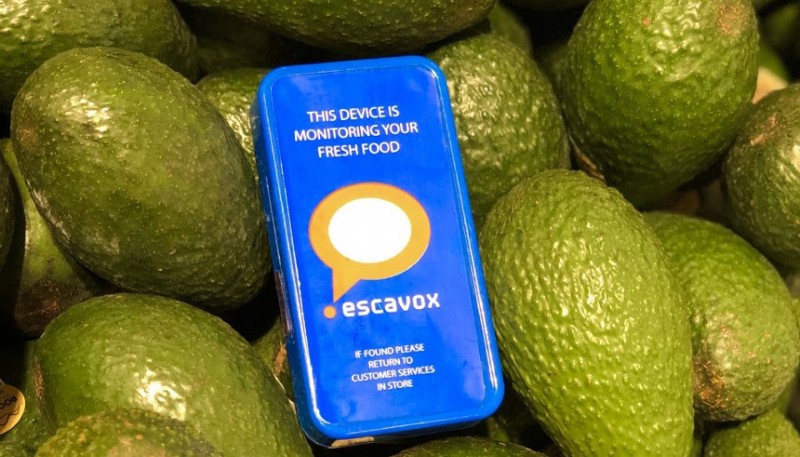 THIS DEVICE IS
MONITORING YOUR
FRESH FOOD
escavox
IF FOUND PLEASE
RETURN TO
CUSTOMER SERVICES
IN STORE